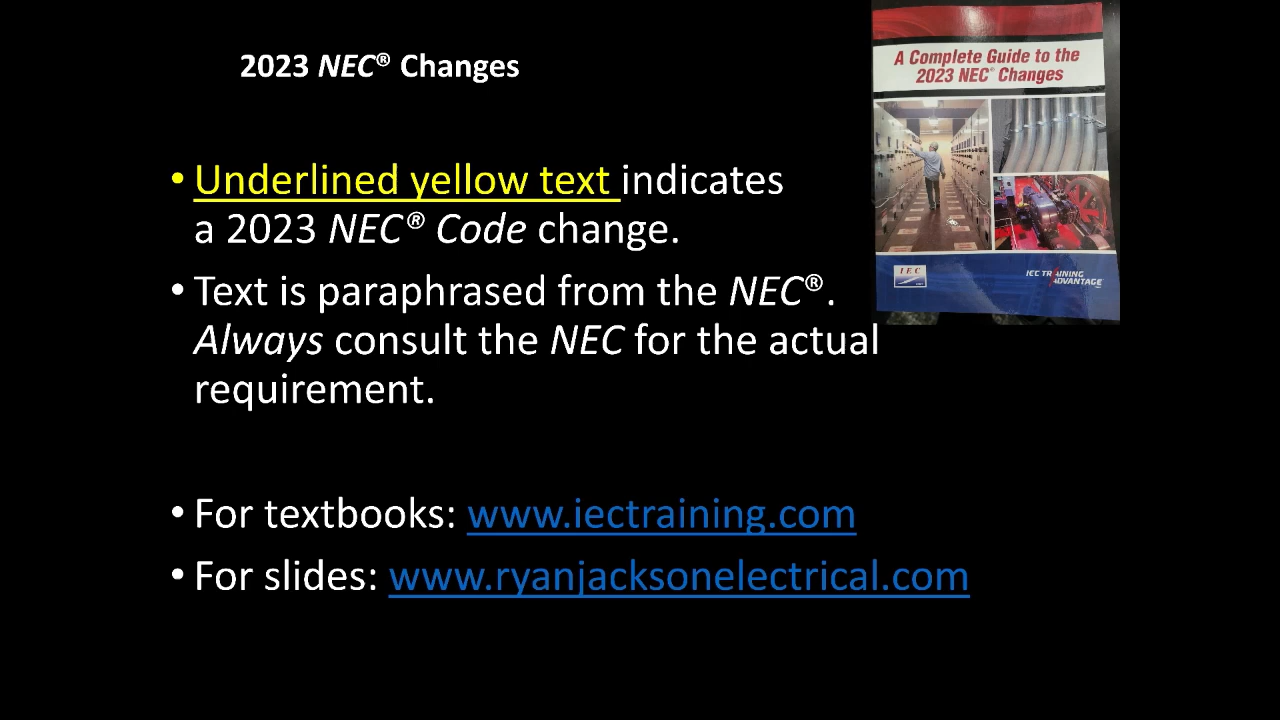 2023 NEC® Changes
A Complete Guide to the
2023 NEC® Changes
Underlined yellow text indicates
a 2023 NEC® Code change.
Text is paraphrased from the NEC®.
Always consult the NEC for the actual
requirement.
IEC
IEC TRAINING
ADVANTAGE
For textbooks: www.iectraining.com
For slides: www.ryanjacksonelectrical.com